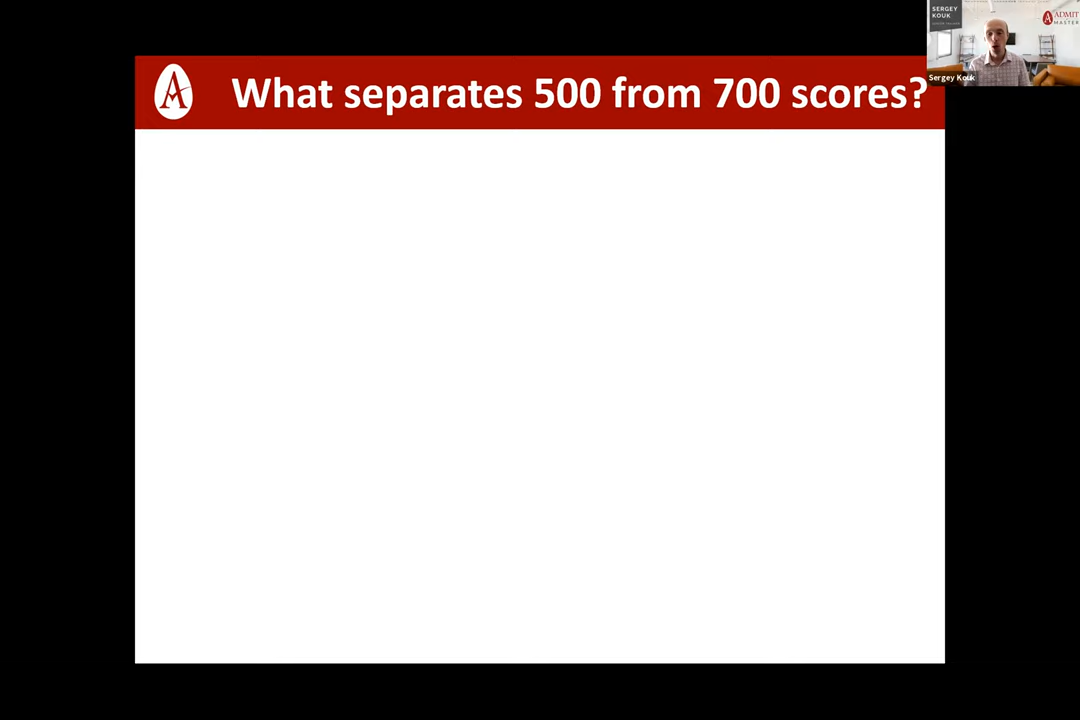 What separates 500 from 700 scores?
SERGEY
KOUK
ADMIT
MASTER
Sergey Kouk